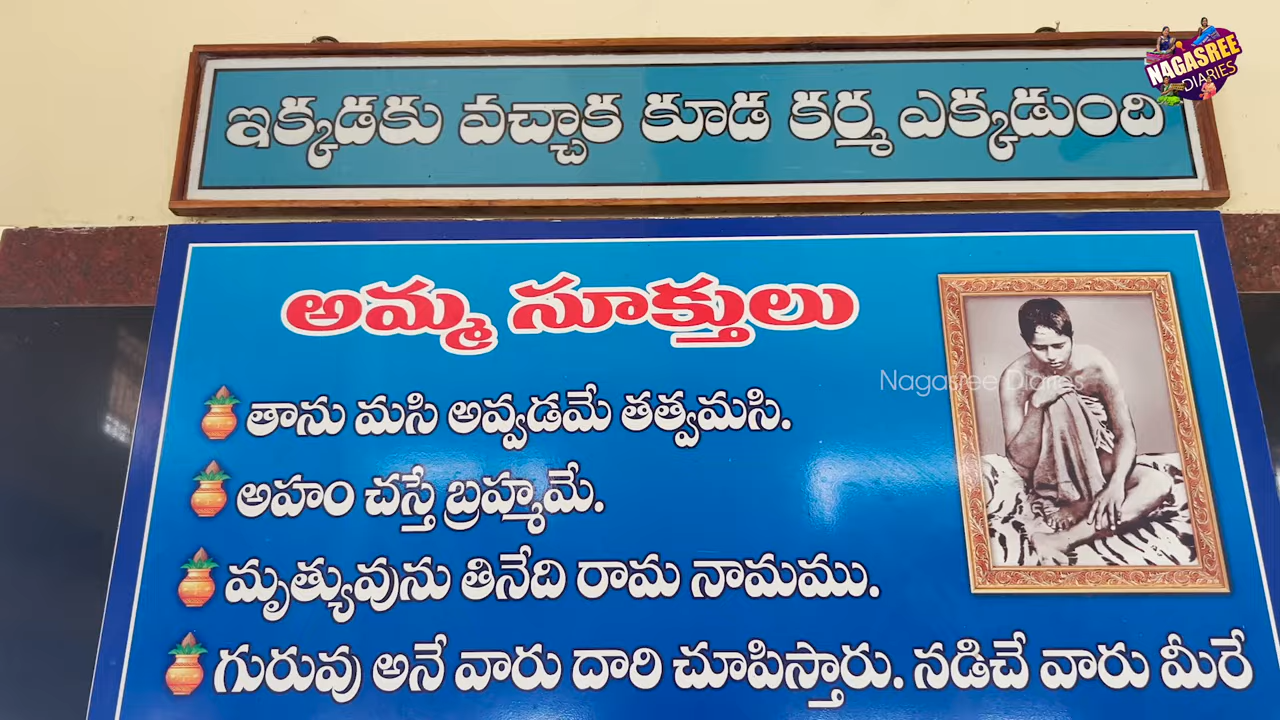 NAGASREE
DIARIES
ఇక్కడకు వచ్చాక కూడ కర్మ ఎక్కడుంది
అమ్మ సూక్తులు
తాను మసి అవ్వడమే తత్వమసి.
Nagasree Diaries
అహం చస్తే బ్రహ్మమే.
మృత్యువును తినేది రామ నామము.
గురువు అనే వారు దారి చూపిస్తారు. నడిచే వారు మీరే